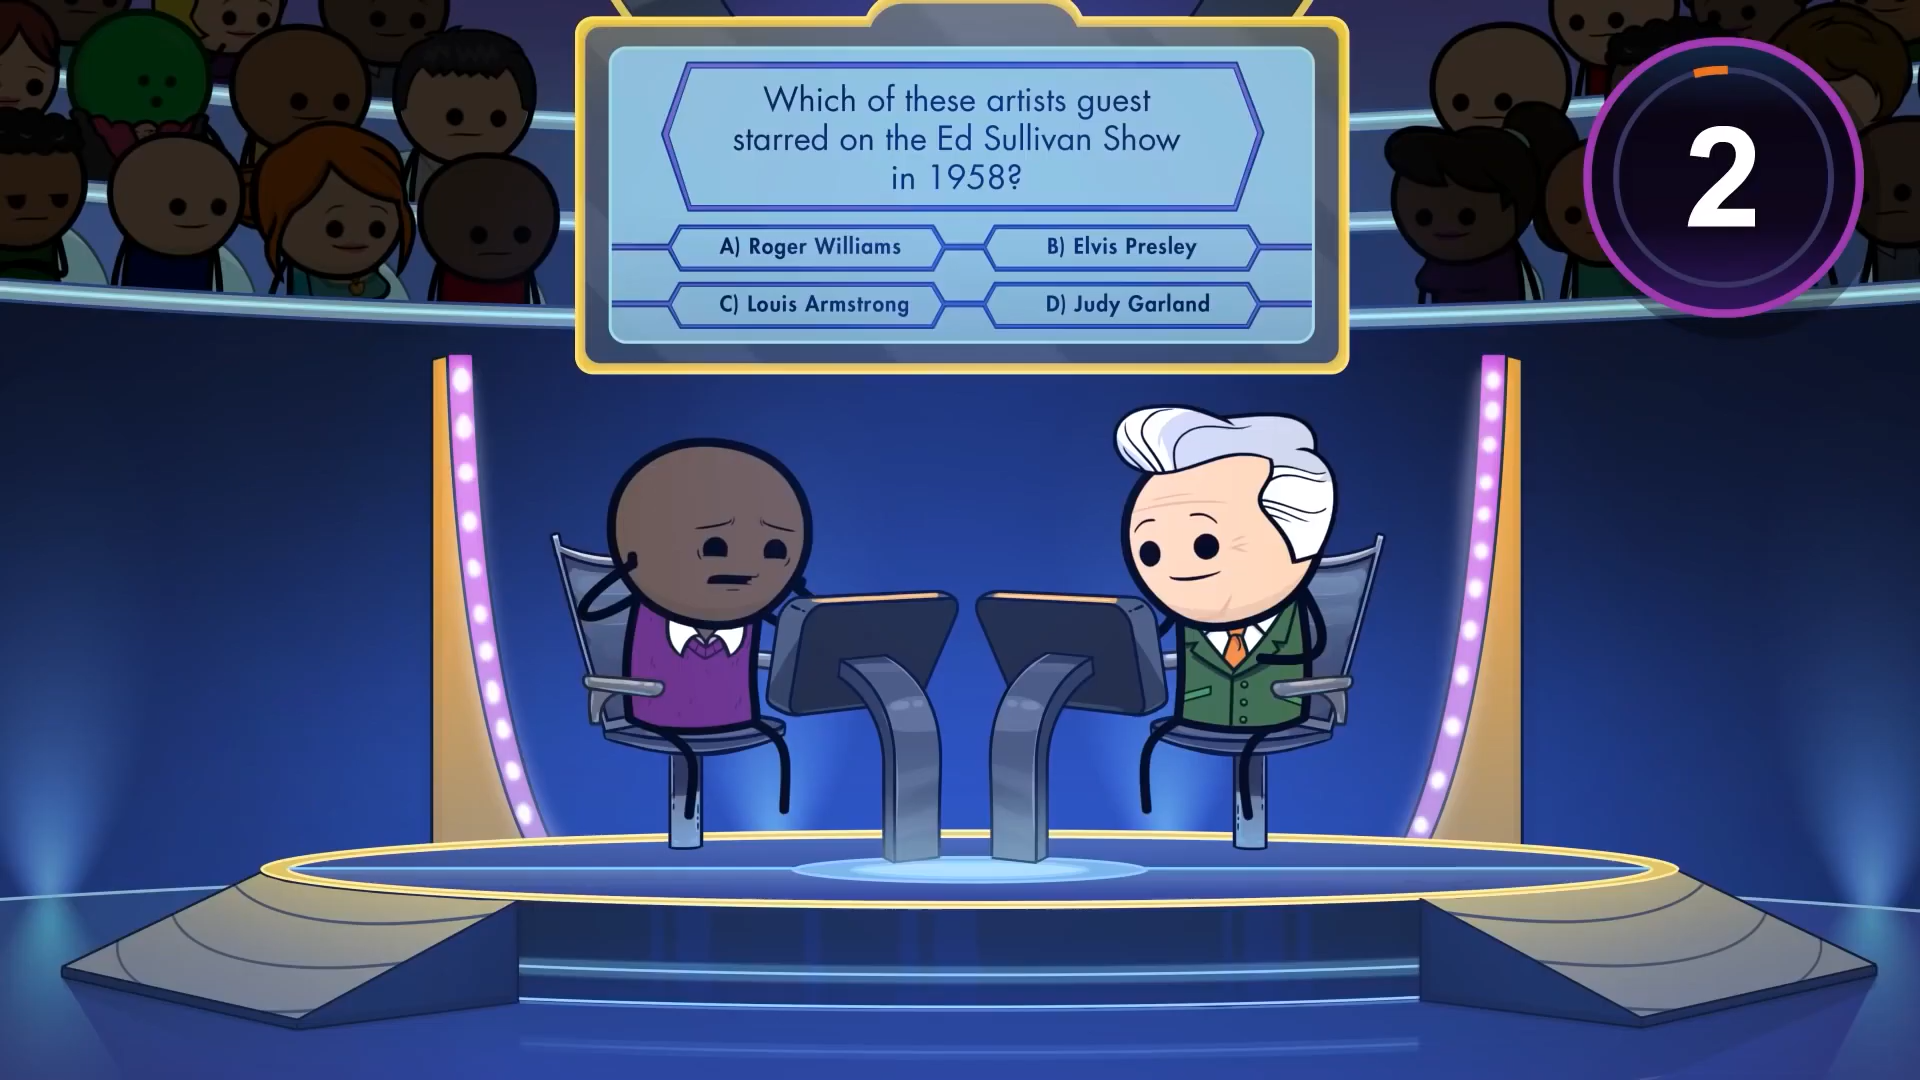 Which of these artists guest
starred on the Ed Sullivan Show
in 1958?
A) Roger Williams
B) Elvis Presley
C) Louis Armstrong
D) Judy Garland
2